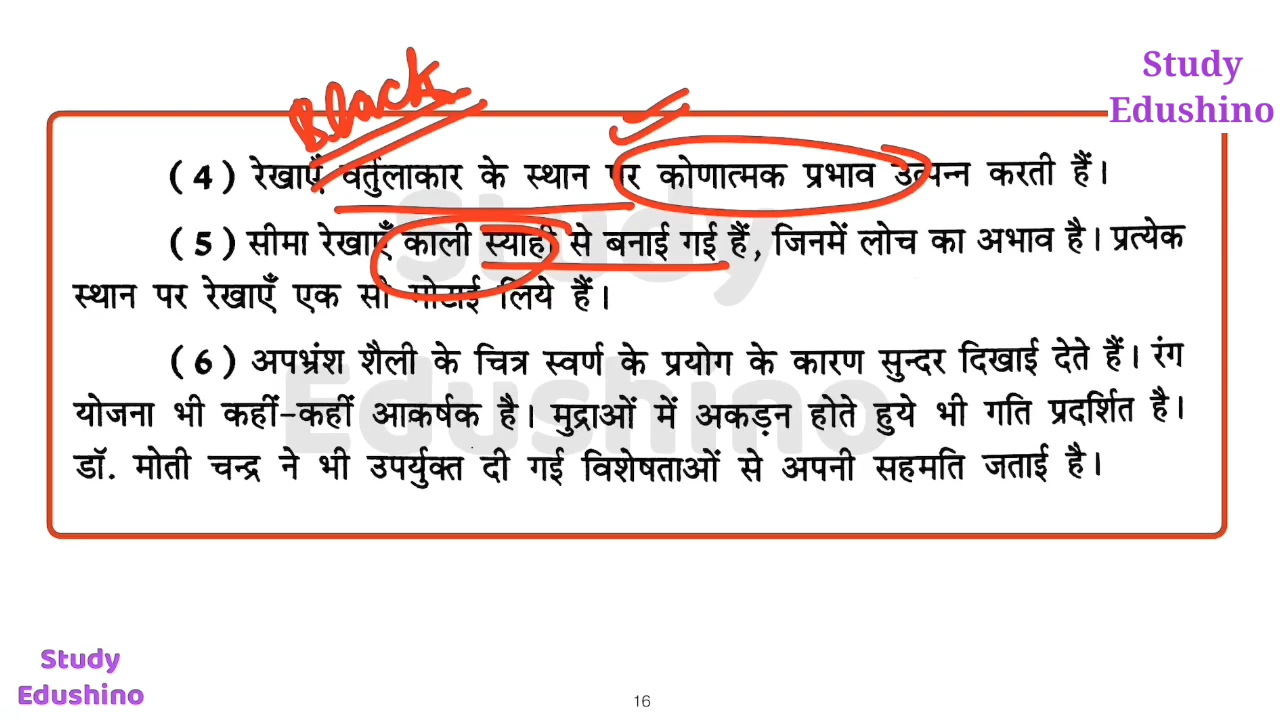 Study
Edushino
Black
(4) रेखाएँ वर्तुलाकार के स्थान पर कोणात्मक प्रभाव उत्पन्न करती हैं।
(5) सीमा रेखाएँ काली स्याही से बनाई गई हैं, जिनमें लोच का अभाव है। प्रत्येक
स्थान पर रेखाएँ एक सी मोटाई लिये हैं।
(6) अपभ्रंश शैली के चित्र स्वर्ण के प्रयोग के कारण सुन्दर दिखाई देते हैं। रंग
योजना भी कहीं-कहीं आकर्षक है। मुद्राओं में अकड़न होते हुये भी गति प्रदर्शित है।
डॉ. मोती चन्द्र ने भी उपर्युक्त दी गई विशेषताओं से अपनी सहमति जताई है।
Study
Edushino
Study
Edushino
16